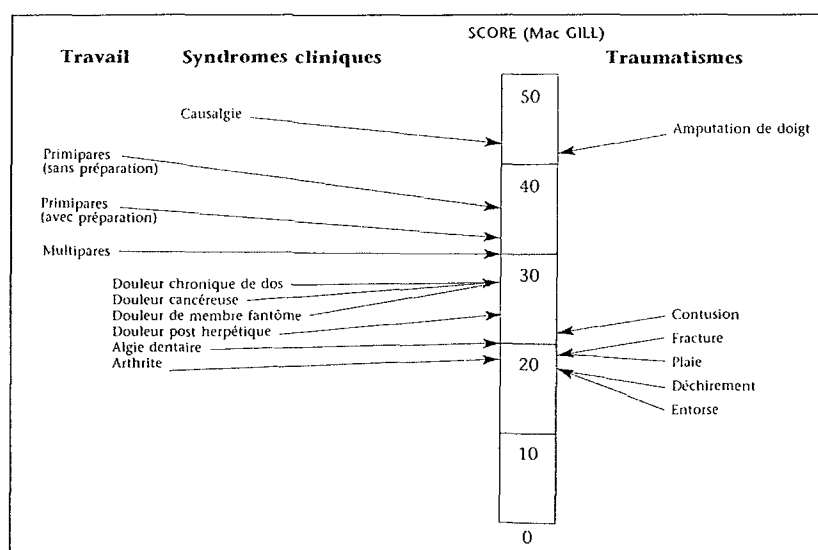 SCORE (Mac GILL)
Travail
Syndromes cliniques
Traumatismes
50
Causalgie
Amputation de doigt
Primipares
(sans préparation)
40
Primipares
(avec préparation)
Multipares
30
Douleur chronique de dos
Douleur cancéreuse
Douleur de membre fantôme
Douleur post herpétique
Algie dentaire
Arthrite
Contusion
Fracture
20
Plaie
Déchirement
Entorse
10
0